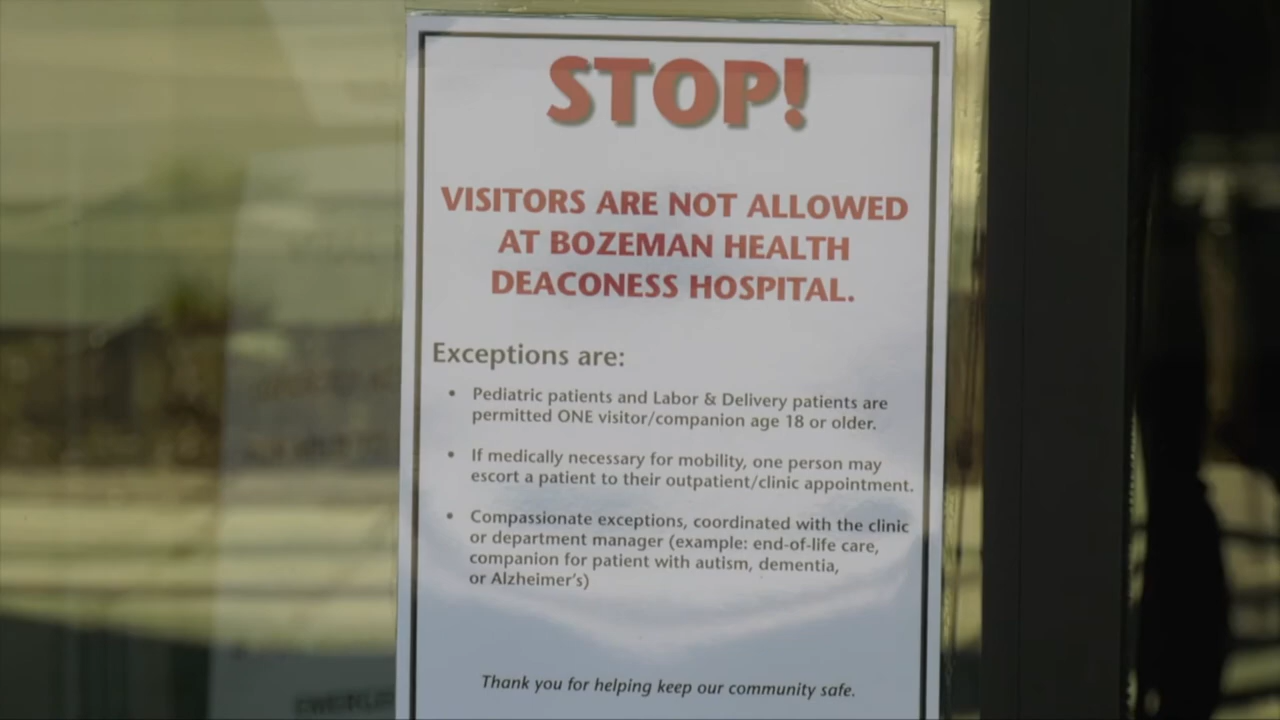 STOP!
VISITORS ARE NOT ALLOWED
AT BOZEMAN HEALTH
DEACONESS HOSPITAL.
Exceptions are:
• Pediatric patients and Labor & Delivery patients are
permitted ONE visitor/companion age 18 or older.
• If medically necessary for mobility, one person may
escort a patient to their outpatient/clinic appointment.
• Compassionate exceptions, coordinated with the clinic
or department manager (example: end-of-life care,
companion for patient with autism, dementia,
or Alzheimer's)
Thank you for helping keep our community safe.